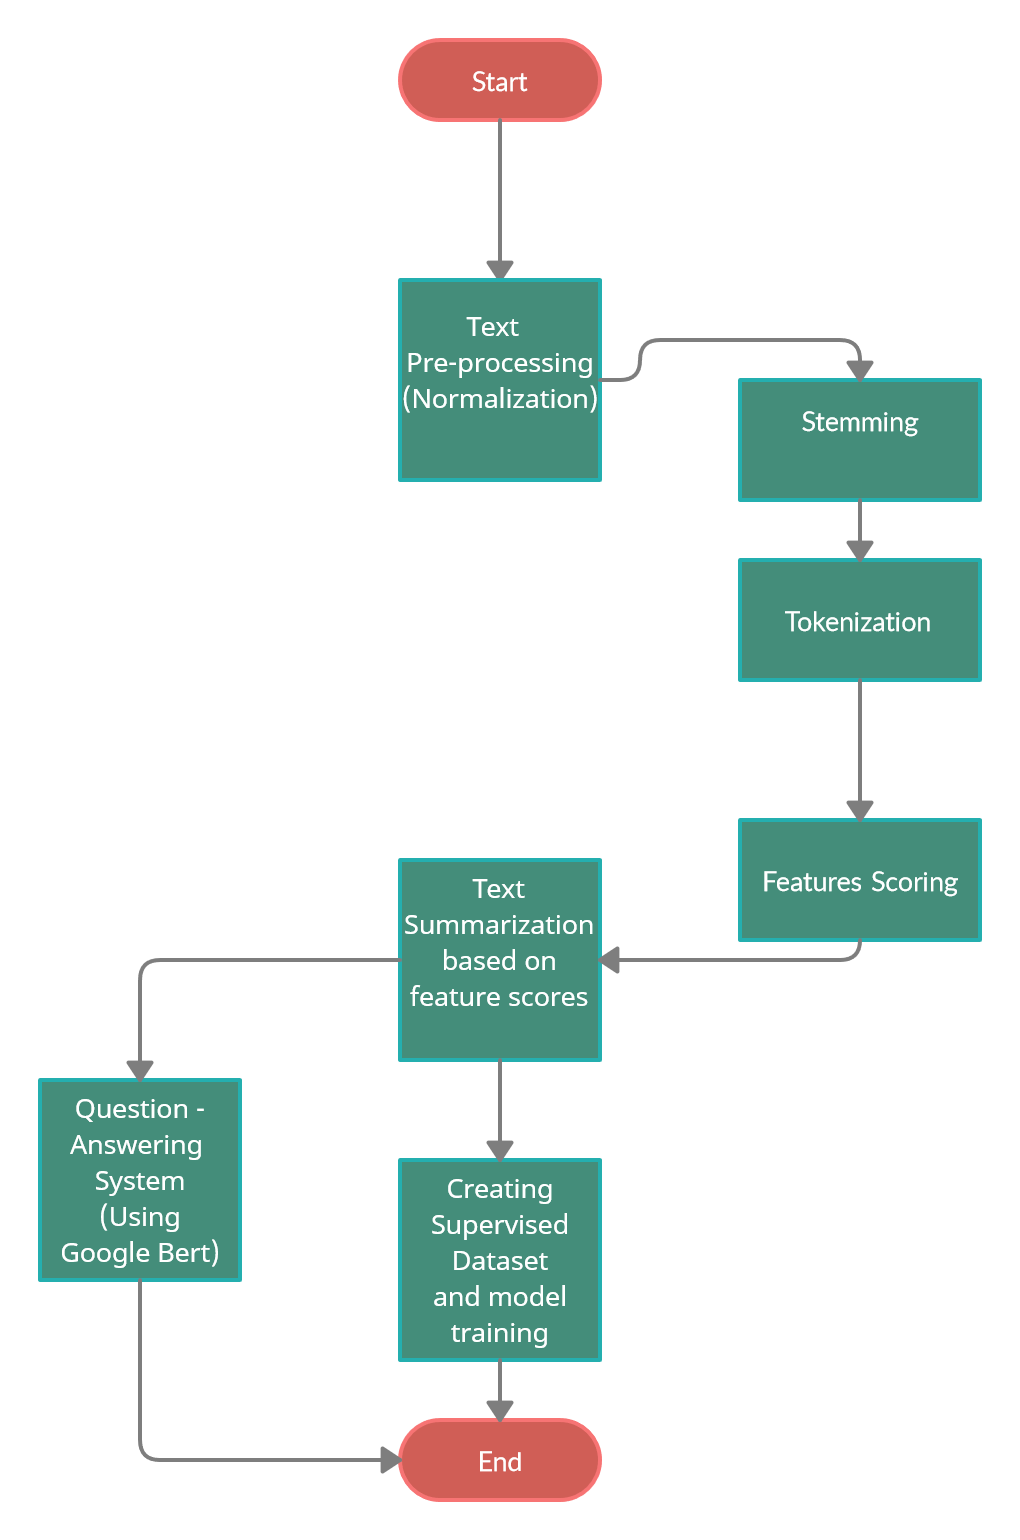 Start
Text
Pre-processing
(Normalization)
Stemming
Tokenization
Features Scoring
Text
Summarization
based on
feature scores
Question -
Answering
System
(Using
Google Bert)
Creating
Supervised
Dataset
and model
training
End